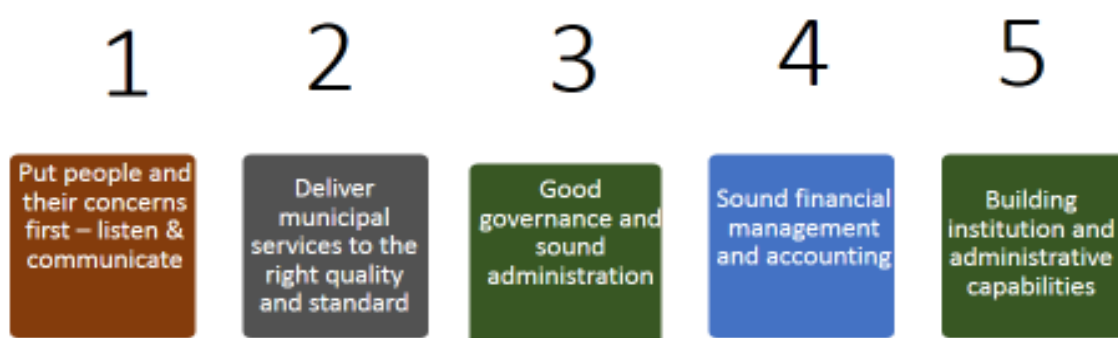 1
2
3
4
5
Put people and
their concerns
first – listen &
communicate
Deliver
municipal
services to the
right quality
and standard
Good
governance and
sound
administration
Sound financial
management
and accounting
Building
institution and
administrative
capabilities